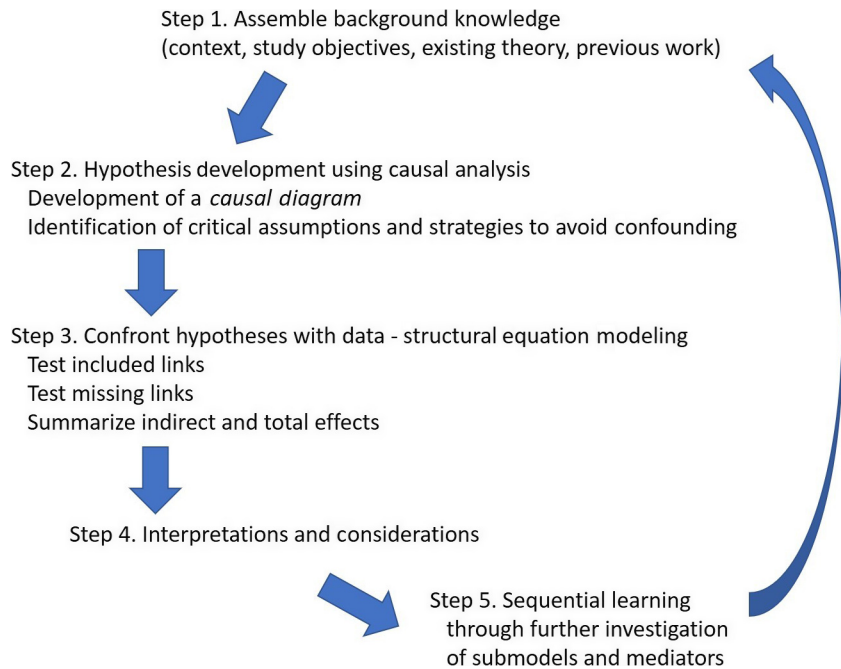 Step 1. Assemble background knowledge
(context, study objectives, existing theory, previous work)
Step 2. Hypothesis development using causal analysis
Development of a causal diagram
Identification of critical assumptions and strategies to avoid confounding
Step 3. Confront hypotheses with data - structural equation modeling
Test included links
Test missing links
Summarize indirect and total effects
Step 4. Interpretations and considerations
Step 5. Sequential learning
through further investigation
of submodels and mediators